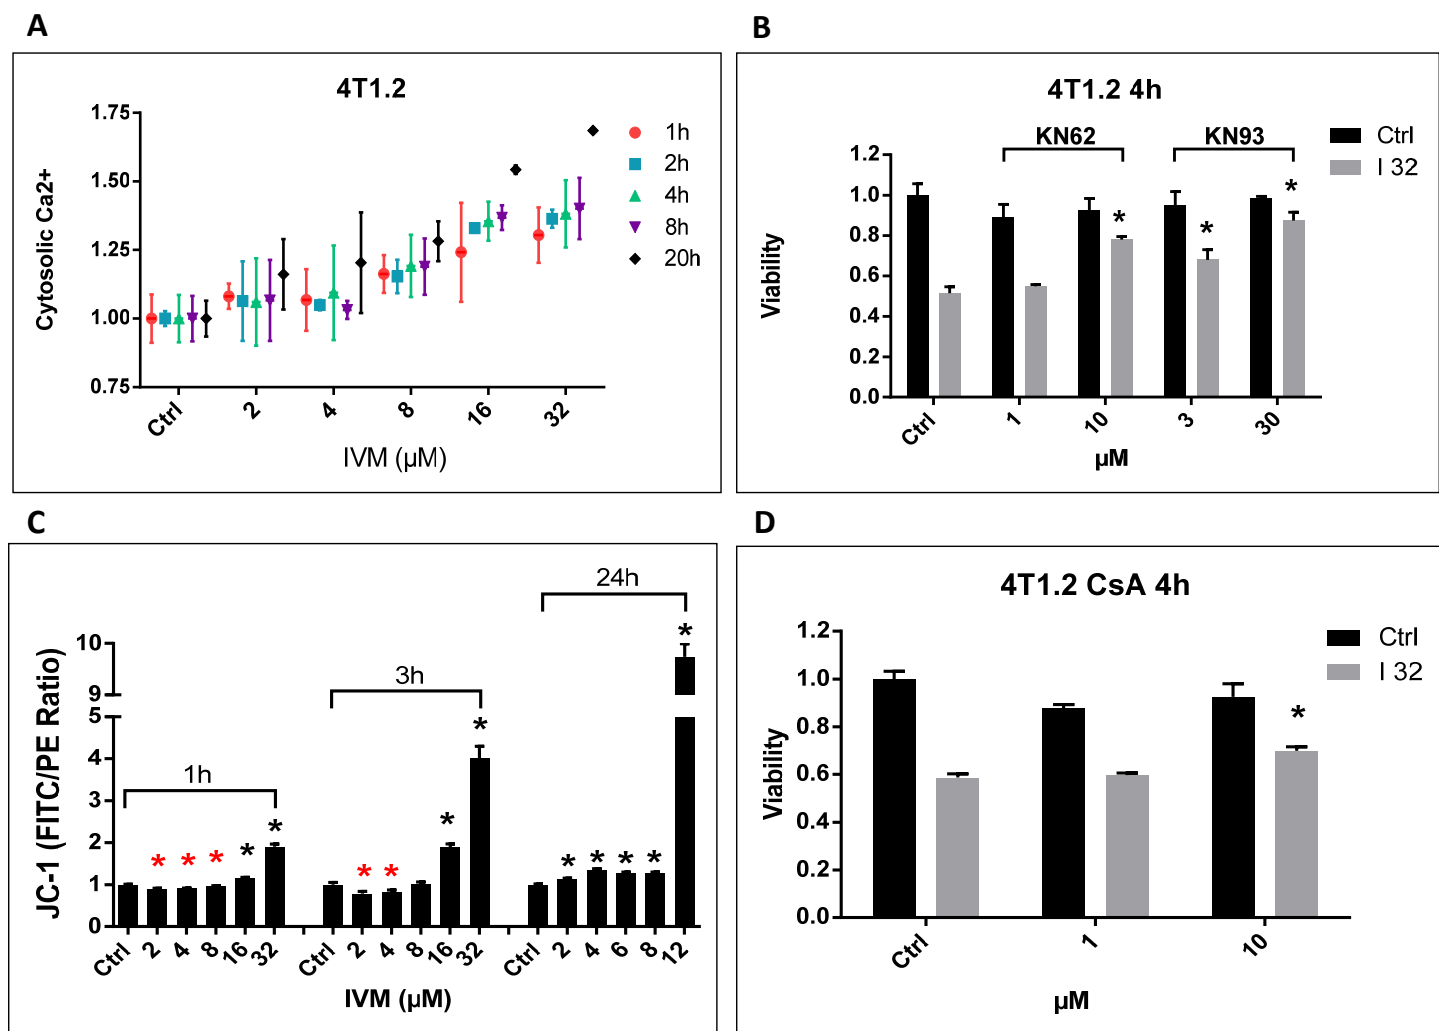 A
4T1.2
Cytosolic Ca2+
1.75
1.50
1.25
1.00
0.75
1h
2h
4h
8h
20h
Ctrl 2 4 8 16 32
IVM (µM)
B
4T1.2 4h
Ctrl
I 32
KN62 KN93
Viability
1.2
1.0
0.8
0.6
0.4
0.2
0.0
* * *
Ctrl 1 10 3 30
µM
C
24h
3h
1h
JC-1 (FITC/PE Ratio)
10
9
5
4
3
2
1
0
* * * * *
* * * *
* * * * *
Ctrl 2 4 8 16 32 Ctrl 2 4 8 16 32 Ctrl 2 4 6 8 12
IVM (µM)
D
4T1.2 CsA 4h
Ctrl
I 32
Viability
1.2
1.0
0.8
0.6
0.4
0.2
0.0
*
Ctrl 1 10
µM